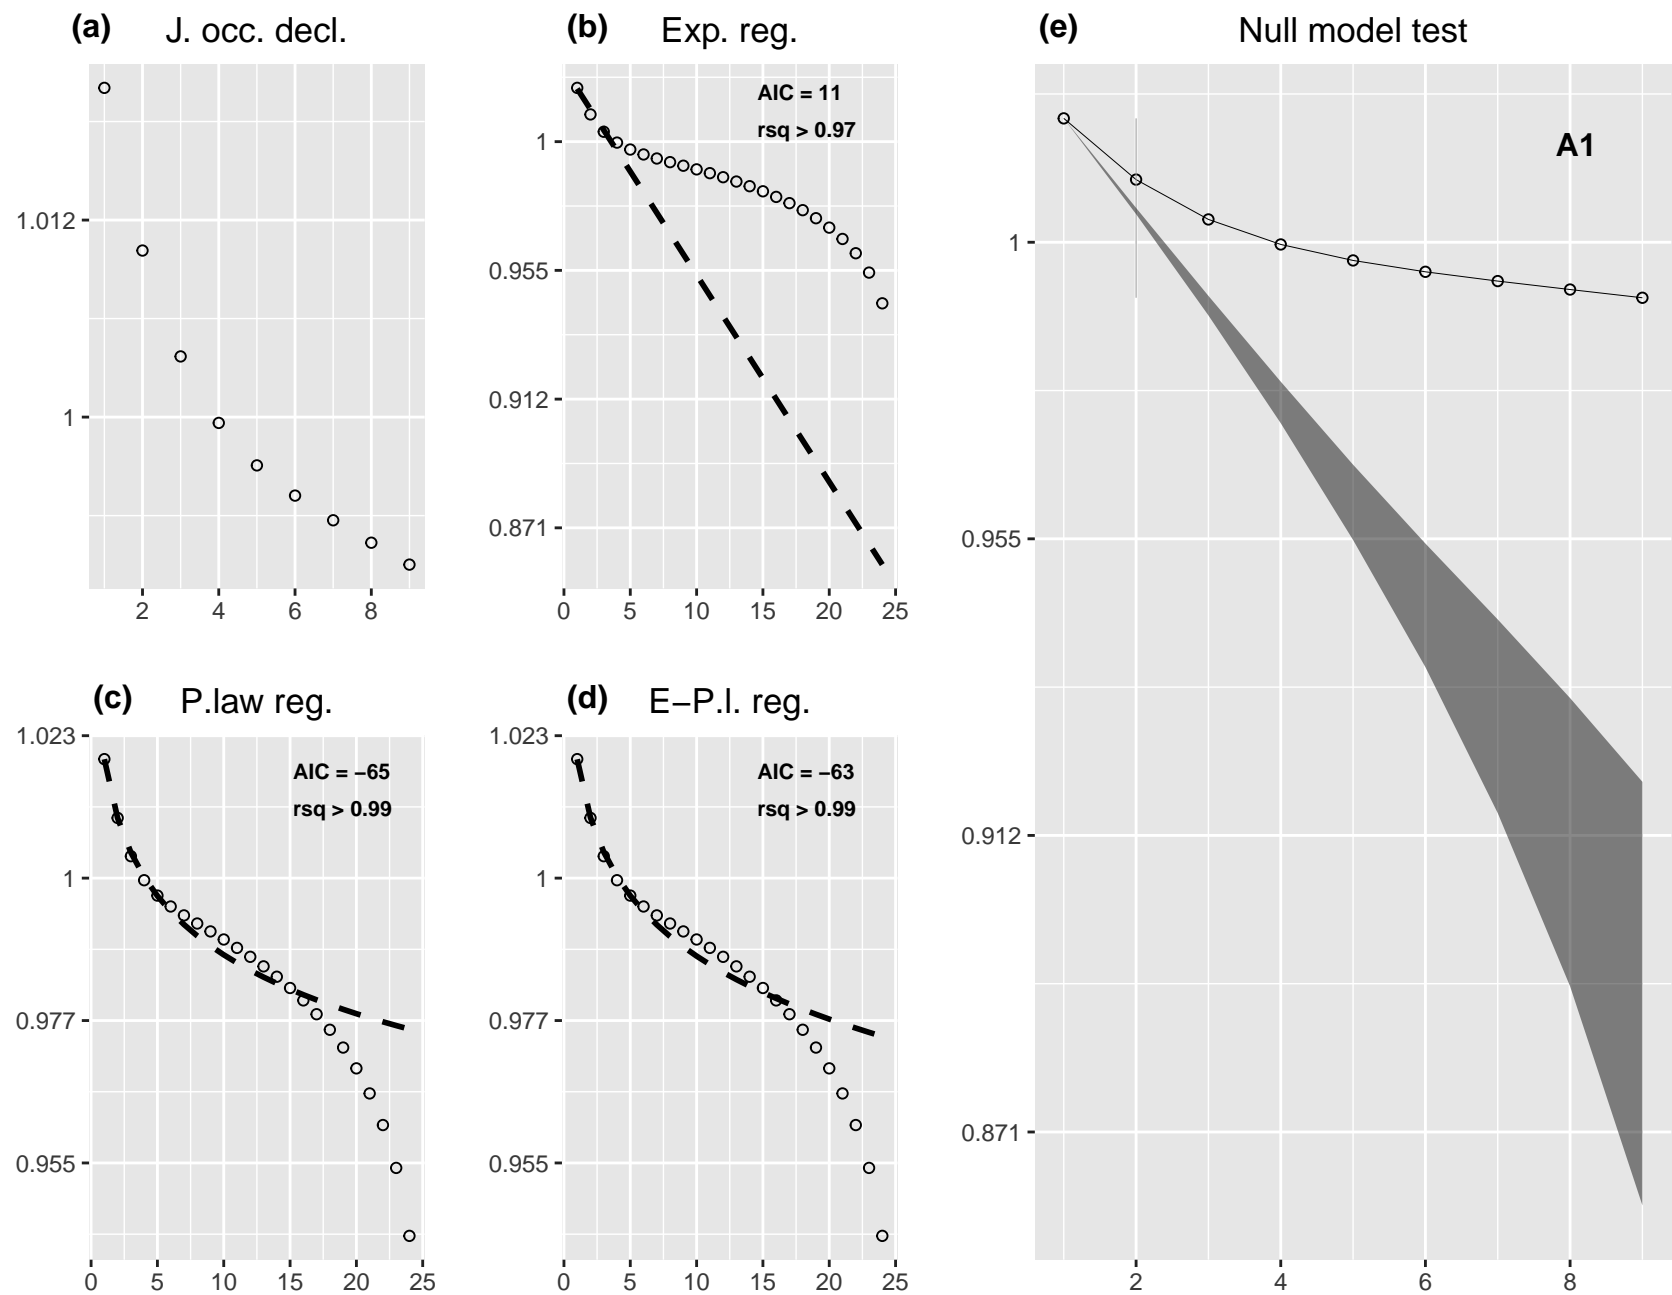 (a) J. occ. decl.
1.012
1
2 4 6 8
(b) Exp. reg.
AIC = 11
rsq > 0.97
1
0.955
0.912
0.871
0 5 10 15 20 25
(c) P.law reg.
1.023
AIC = −65
rsq > 0.99
1
0.977
0.955
0 5 10 15 20 25
(d) E−P.l. reg.
1.023
AIC = −63
rsq > 0.99
1
0.977
0.955
0 5 10 15 20 25
(e) Null model test
A1
1
0.955
0.912
0.871
2 4 6 8